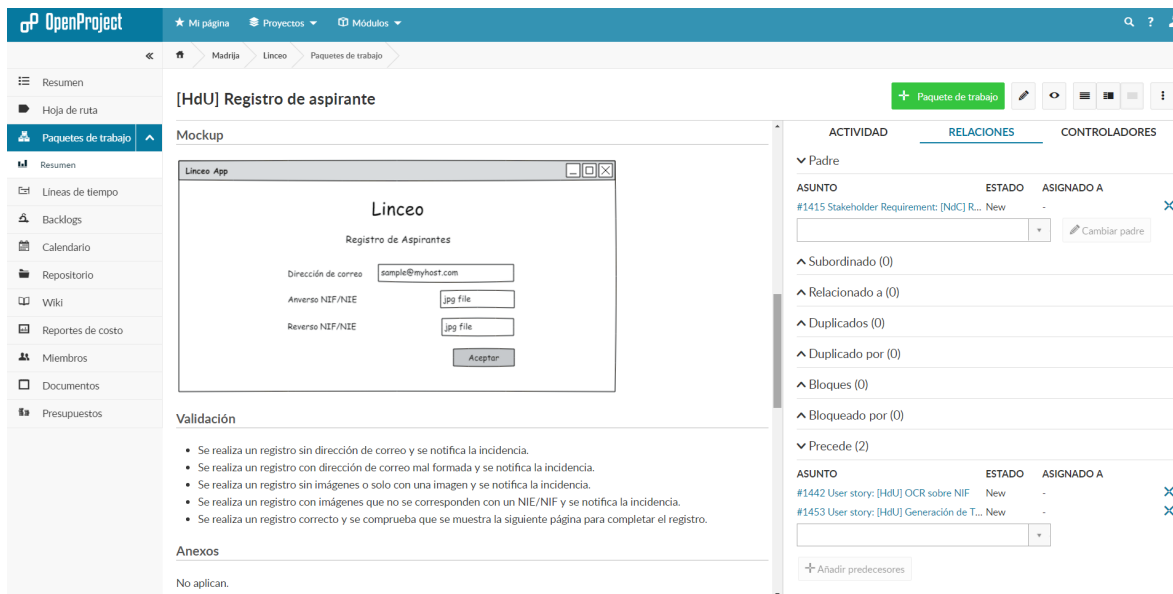 OpenProject
Mi página Proyectos Módulos
?
«
Madrija Linceo Paquetes de trabajo
Resumen
Hoja de ruta
Paquetes de trabajo
Resumen
Líneas de tiempo
Backlogs
Calendario
Repositorio
Wiki
Reportes de costo
Miembros
Documentos
Presupuestos
[HdU] Registro de aspirante
+ Paquete de trabajo
Mockup
Linceo App
Linceo
Registro de Aspirantes
Dirección de correo sample@myhost.com
Anverso NIF/NIE jpg file
Reverso NIF/NIE jpg file
Aceptar
Validación
• Se realiza un registro sin dirección de correo y se notifica la incidencia.
• Se realiza un registro con dirección de correo mal formada y se notifica la incidencia.
• Se realiza un registro sin imágenes o solo con una imagen y se notifica la incidencia.
• Se realiza un registro con imágenes que no se corresponden con un NIE/NIF y se notifica la incidencia.
• Se realiza un registro correcto y se comprueba que se muestra la siguiente página para completar el registro.
Anexos
No aplican.
ACTIVIDAD RELACIONES CONTROLADORES
Padre
ASUNTO ESTADO ASIGNADO A
#1415 Stakeholder Requirement: [NdC] R... New -
Cambiar padre
Subordinado (0)
Relacionado a (0)
Duplicados (0)
Duplicado por (0)
Bloques (0)
Bloqueado por (0)
Precede (2)
ASUNTO ESTADO ASIGNADO A
#1442 User story: [HdU] OCR sobre NIF New -
#1453 User story: [HdU] Generación de T... New -
+ Añadir predecesores